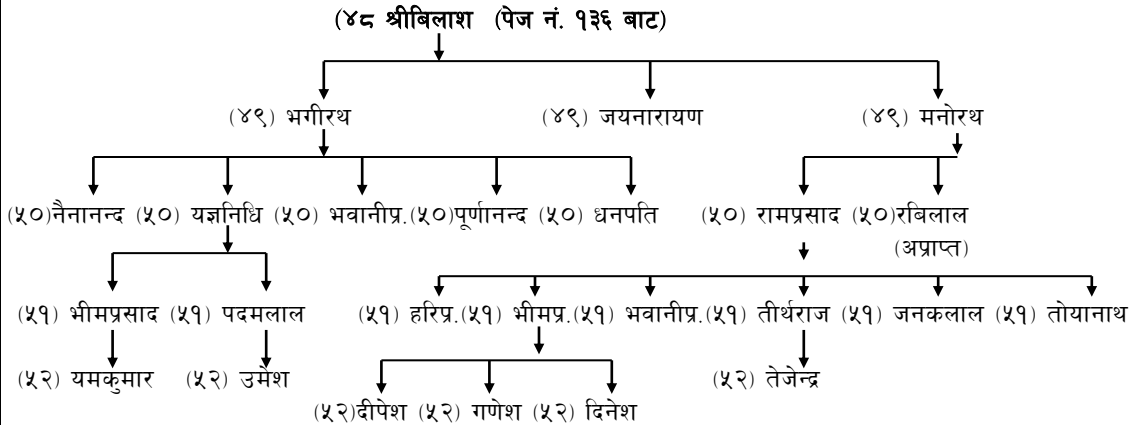 (४८ श्रीबिलाश (पेज नं. १३६ बाट)
(४९) भगीरथ (४९) जयनारायण (४९) मनोरथ
(५०)नैनानन्द (५०) यज्ञनिधि (५०) भवानीप्र.(५०)पूर्णानन्द (५०) धनपति (५०) रामप्रसाद (५०)रबिलाल
(अप्राप्त)
(५१) भीमप्रसाद (५१) पदमलाल (५१) हरिप्र.(५१) भीमप्र.(५१) भवानीप्र.(५१) तीर्थराज (५१) जनकलाल (५१) तोयानाथ
(५२) यमकुमार (५२) उमेश (५२) तेजेन्द्र
(५२)दीपेश (५२) गणेश (५२) दिनेश